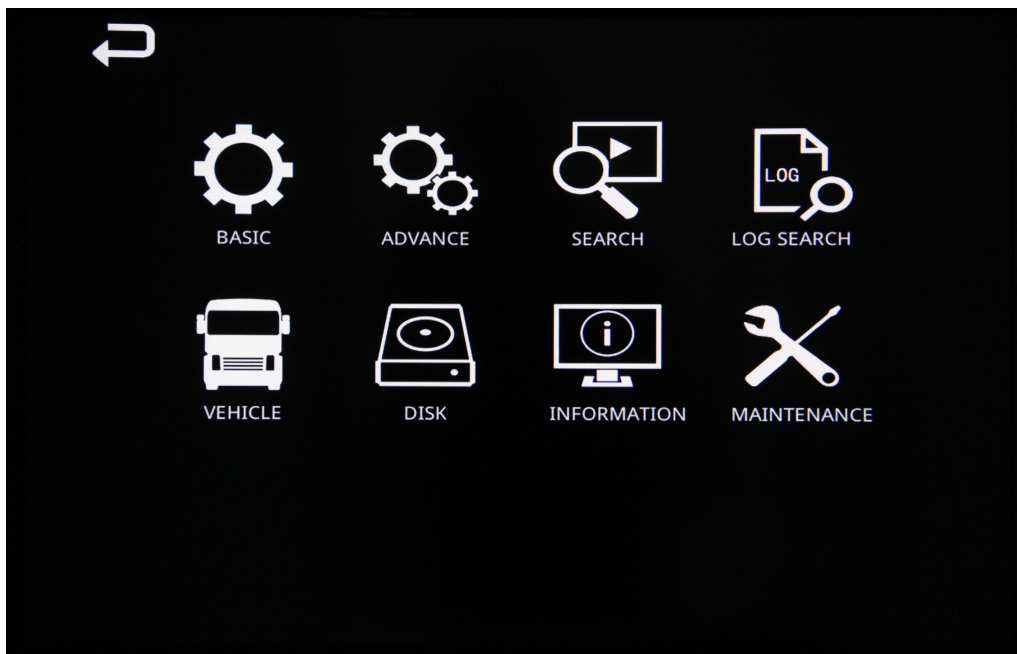 BASIC ADVANCE SEARCH LOG SEARCH
LOG
VEHICLE DISK INFORMATION MAINTENANCE
i